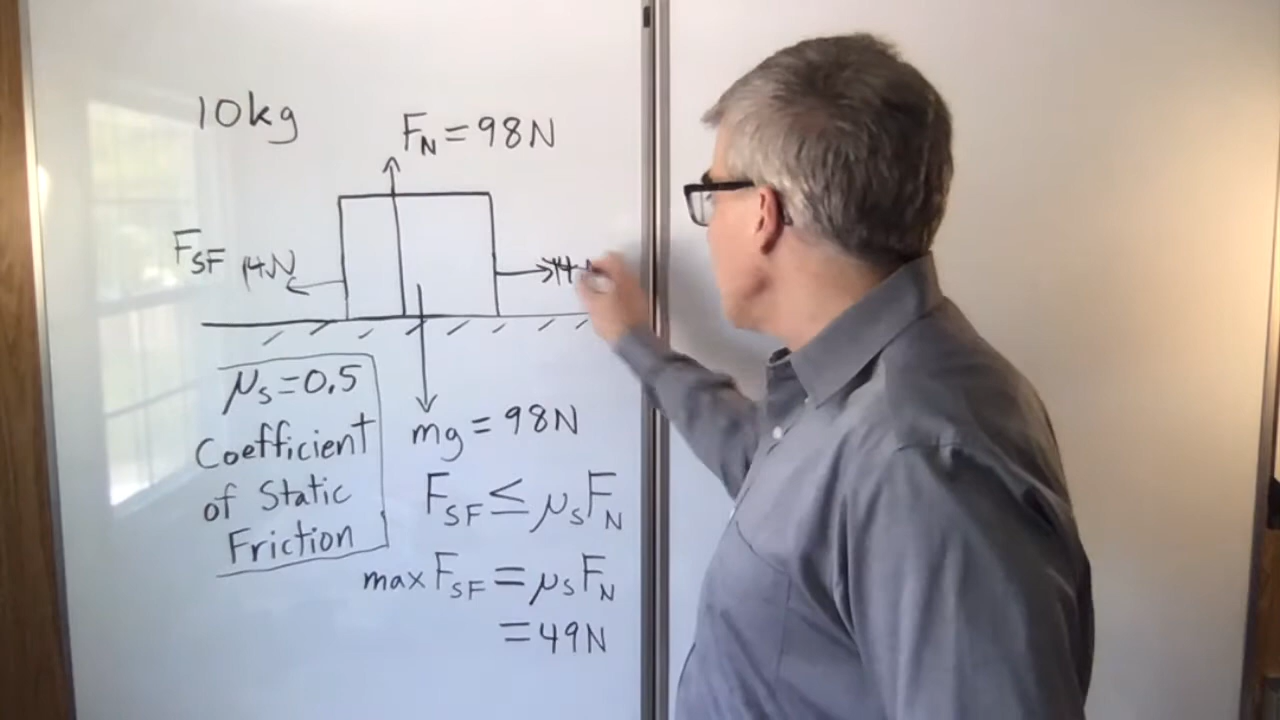 10kg
F_N = 98N
F_SF 14N
14
μ_s = 0.5
Coefficient
of Static
Friction
mg = 98N
F_SF ≤ μ_s F_N
max F_SF = μ_s F_N
= 49N